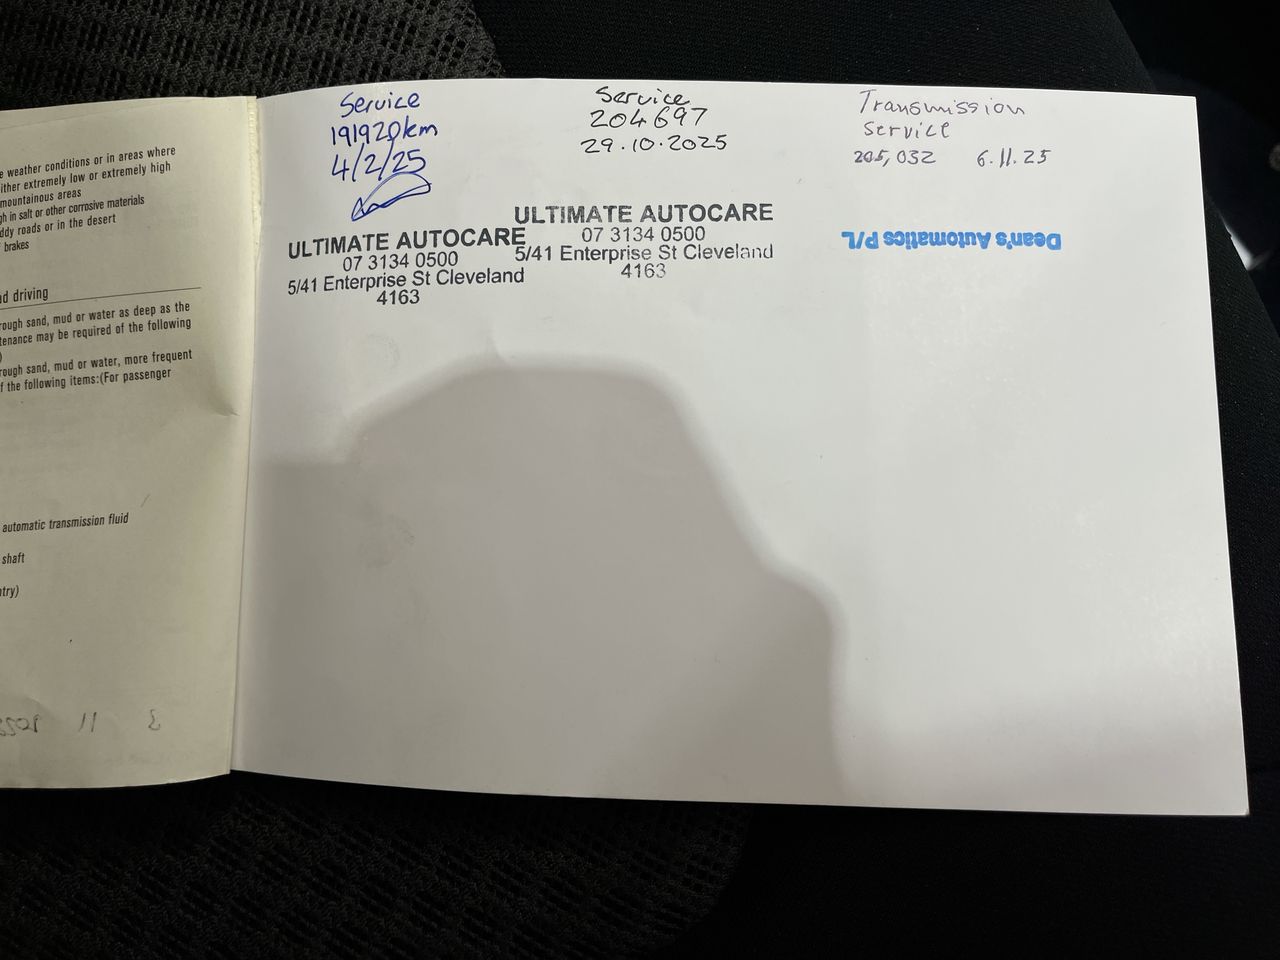 e weather conditions or in areas where
ither extremely low or extremely high
mountainous areas
gh in salt or other corrosive materials
ddy roads or in the desert
brakes
d driving
rough sand, mud or water as deep as the
tenance may be required of the following
)
rough sand, mud or water, more frequent
f the following items:(For passenger
automatic transmission fluid
shaft
ntry)
Service
191920km
4/2/25
ULTIMATE AUTOCARE
07 3134 0500
5/41 Enterprise St Cleveland
4163
Service
204697
29.10.2025
ULTIMATE AUTOCARE
07 3134 0500
5/41 Enterprise St Cleveland
4163
Transmission
Service
205,032 6.11.25
Dean's Automatics P/L